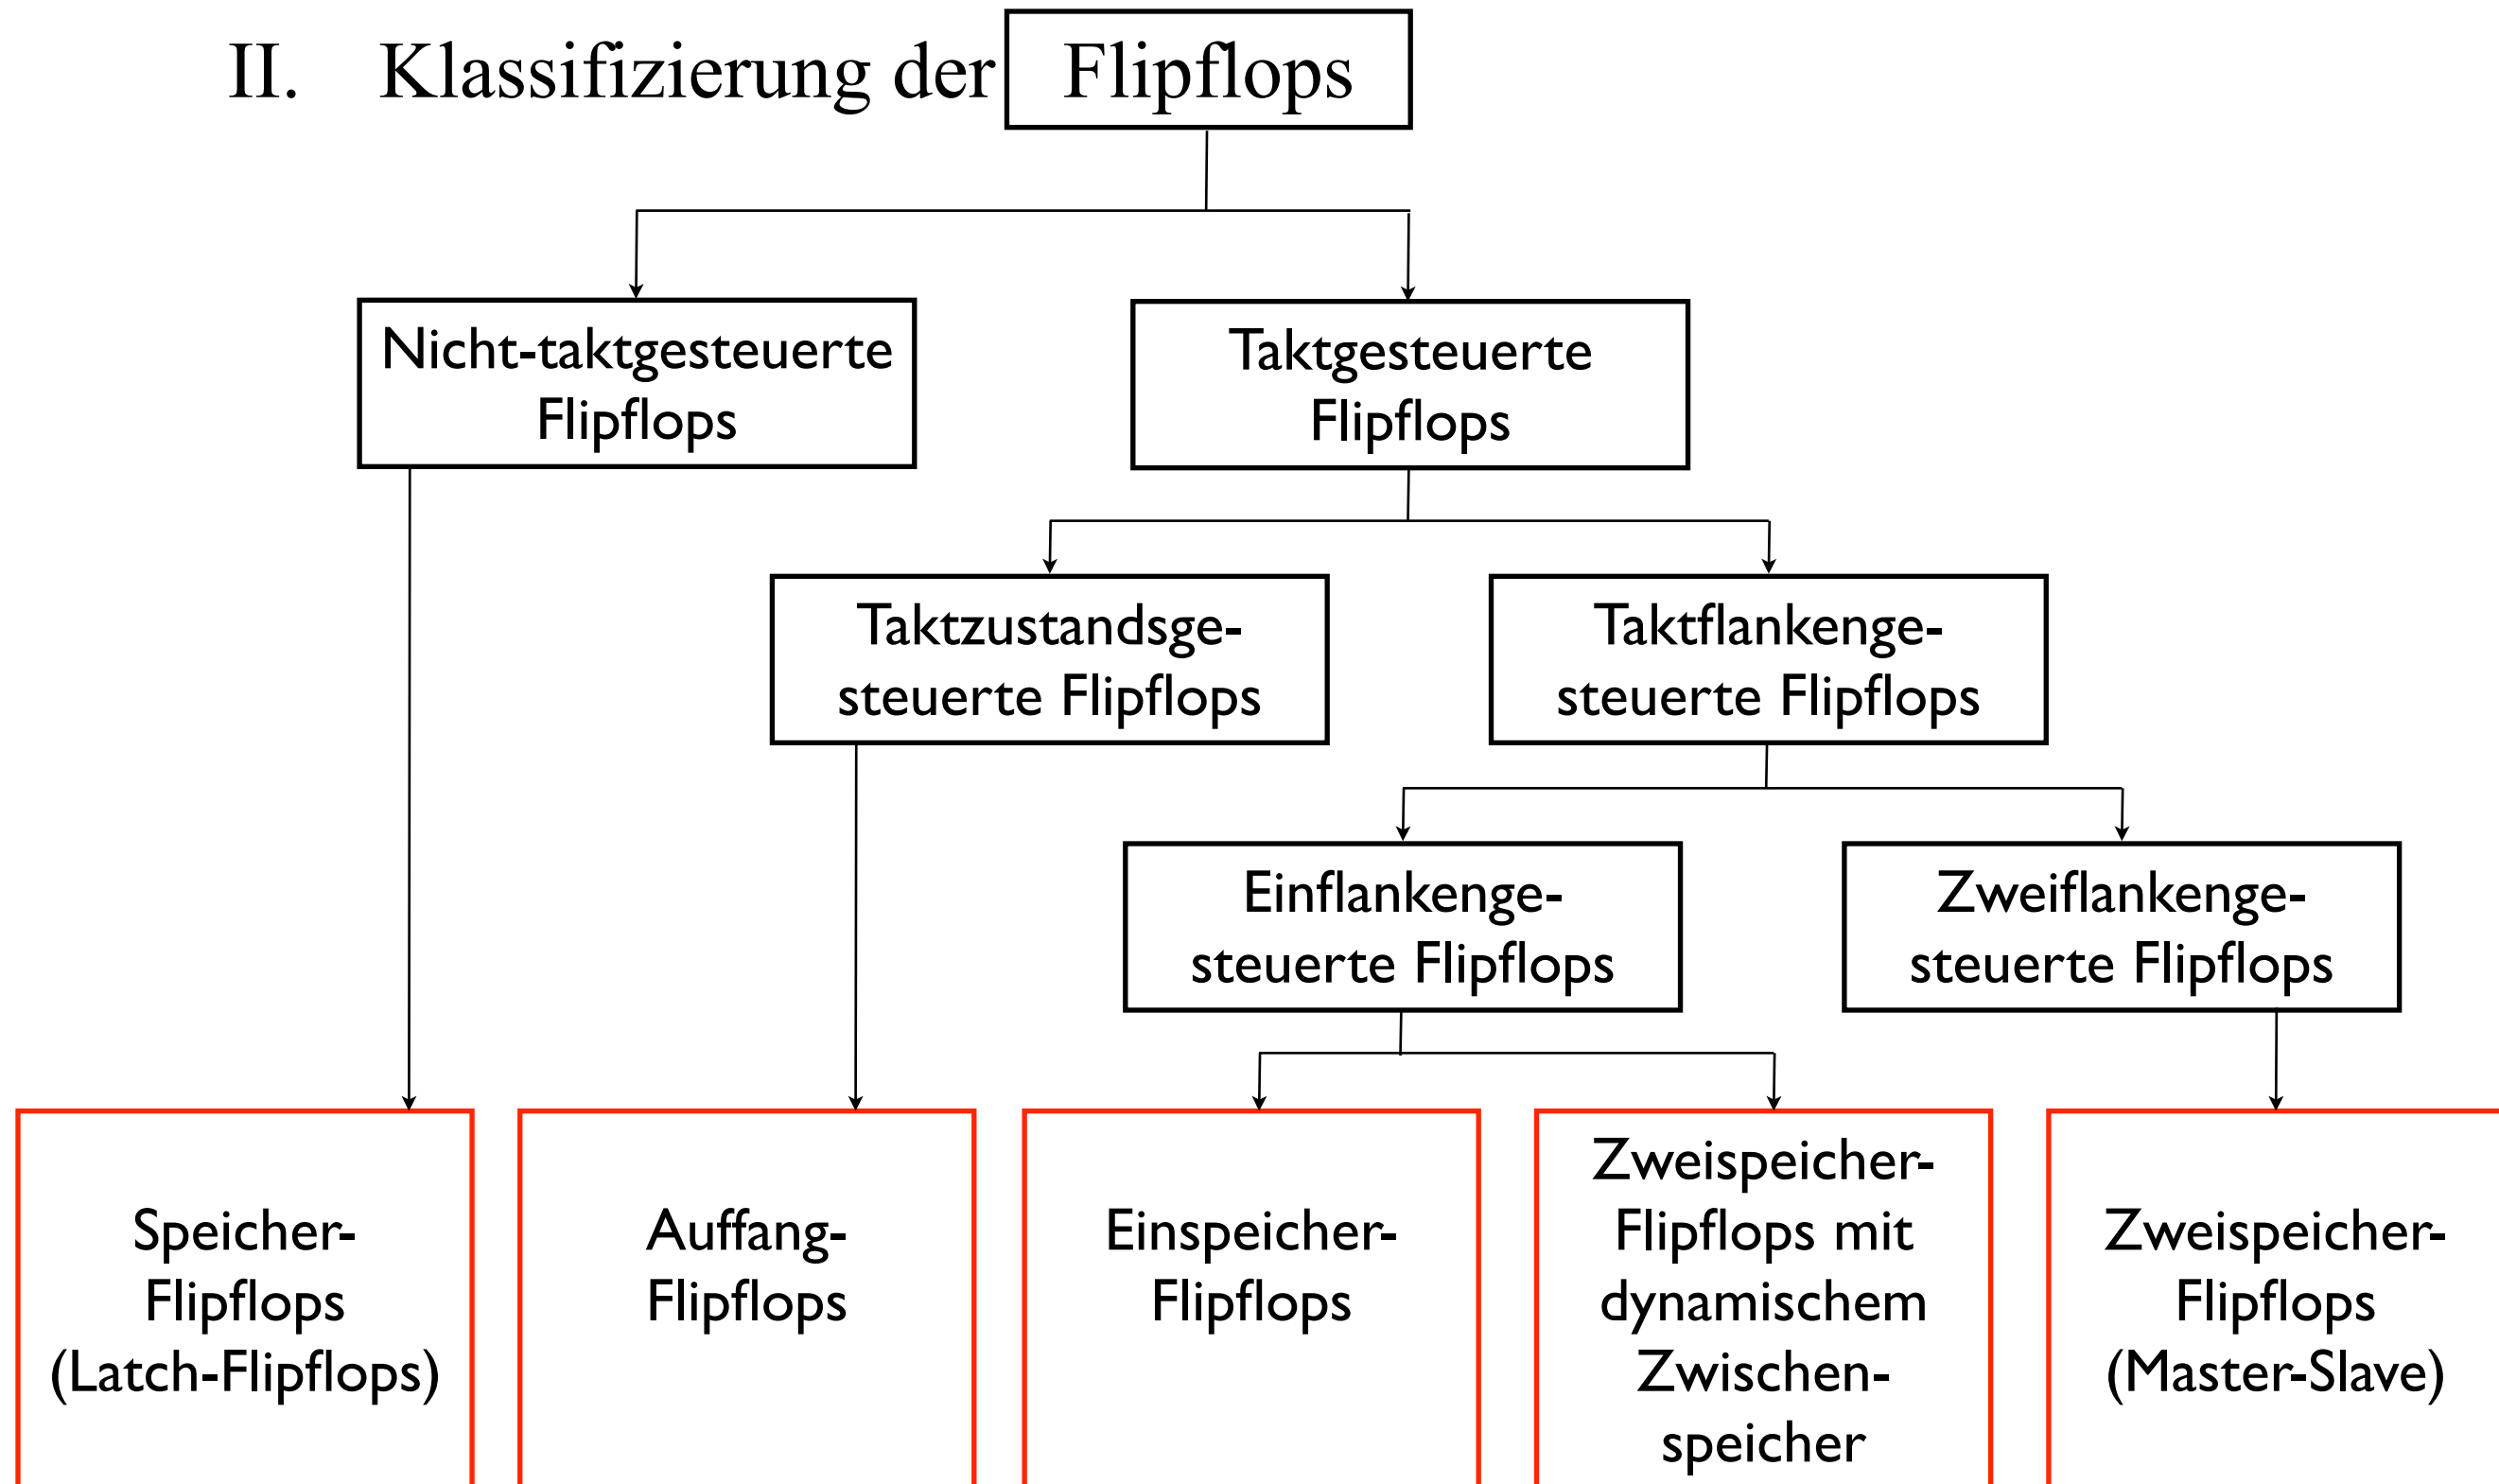 II. Klassifizierung der Flipflops
Nicht-taktgesteuerte
Flipflops
Taktgesteuerte
Flipflops
Taktzustandsge-
steuerte Flipflops
Taktflankenge-
steuerte Flipflops
Einflankenge-
steuerte Flipflops
Zweiflankenge-
steuerte Flipflops
Speicher-
Flipflops
(Latch-Flipflops)
Auffang-
Flipflops
Einspeicher-
Flipflops
Zweispeicher-
Flipflops mit
dynamischem
Zwischen-
speicher
Zweispeicher-
Flipflops
(Master-Slave)